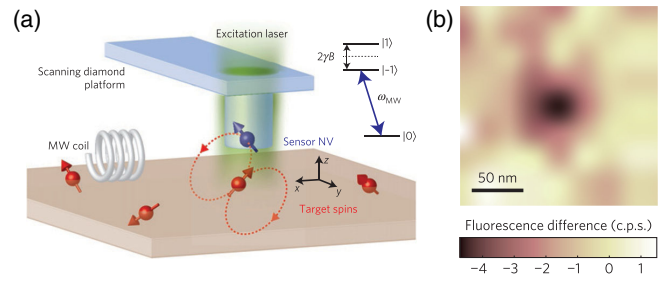 (a)
Excitation laser
Scanning diamond
platform
|1⟩
2γB
|−1⟩
ωMW
|0⟩
MW coil
Sensor NV
z
x
y
Target spins
(b)
50 nm
Fluorescence difference (c.p.s.)
−4 −3 −2 −1 0 1